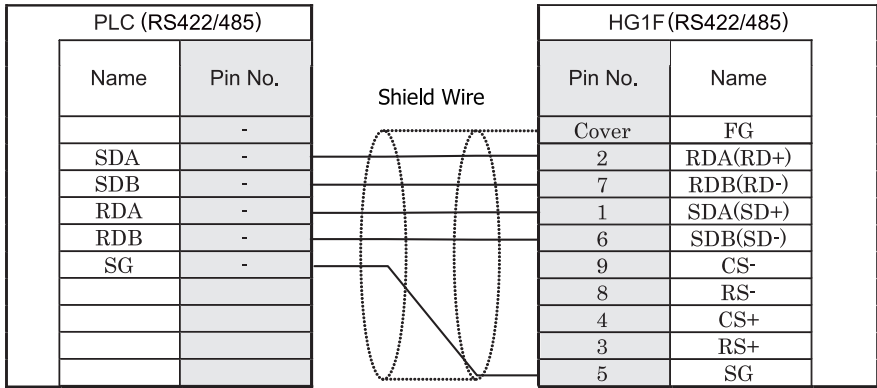 PLC (RS422/485) HG1F(RS422/485)
Name Pin No. Pin No. Name
Shield Wire
- Cover FG
SDA - 2 RDA(RD+)
SDB - 7 RDB(RD-)
RDA - 1 SDA(SD+)
RDB - 6 SDB(SD-)
SG - 9 CS-
8 RS-
4 CS+
3 RS+
5 SG